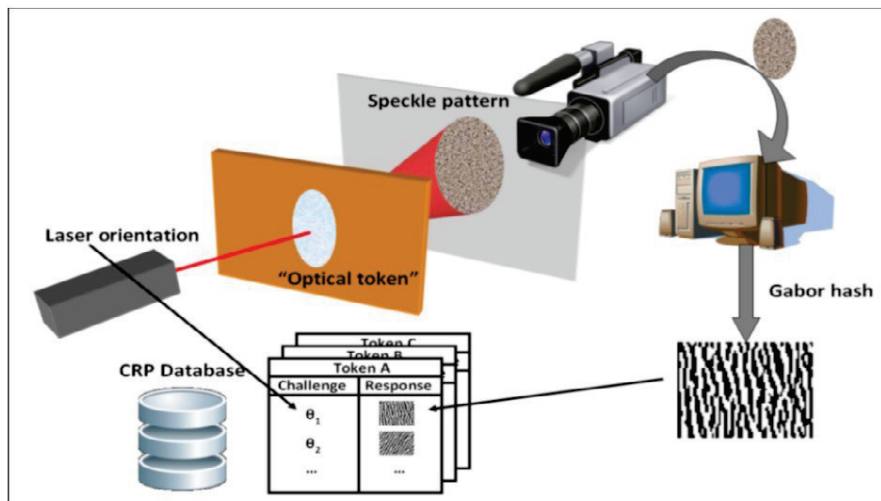 Speckle pattern
Laser orientation
“Optical token”
Gabor hash
CRP Database
Token C
Token B
Token A
Challenge Response
θ1
θ2
... ...